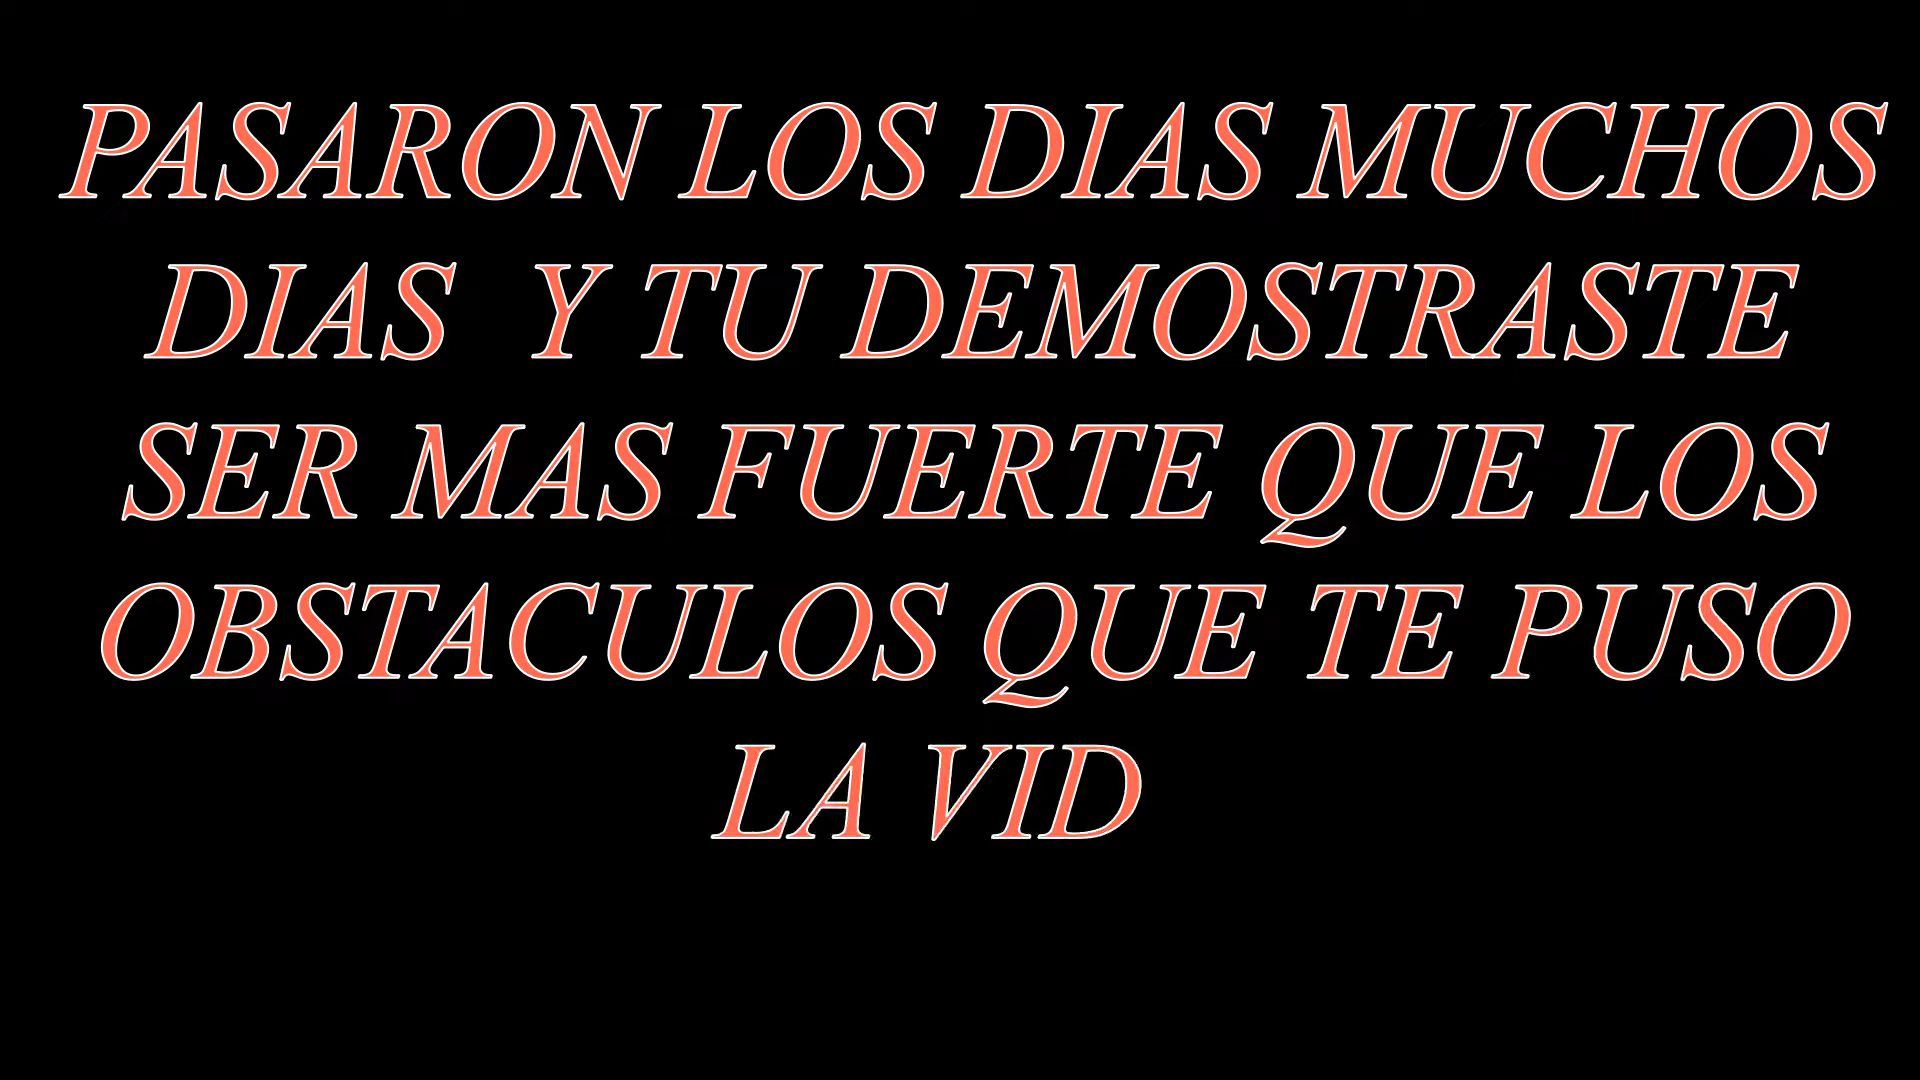 PASARON LOS DIAS MUCHOS
DIAS  Y TU DEMOSTRASTE
SER MAS FUERTE QUE LOS
OBSTACULOS QUE TE PUSO
LA VID